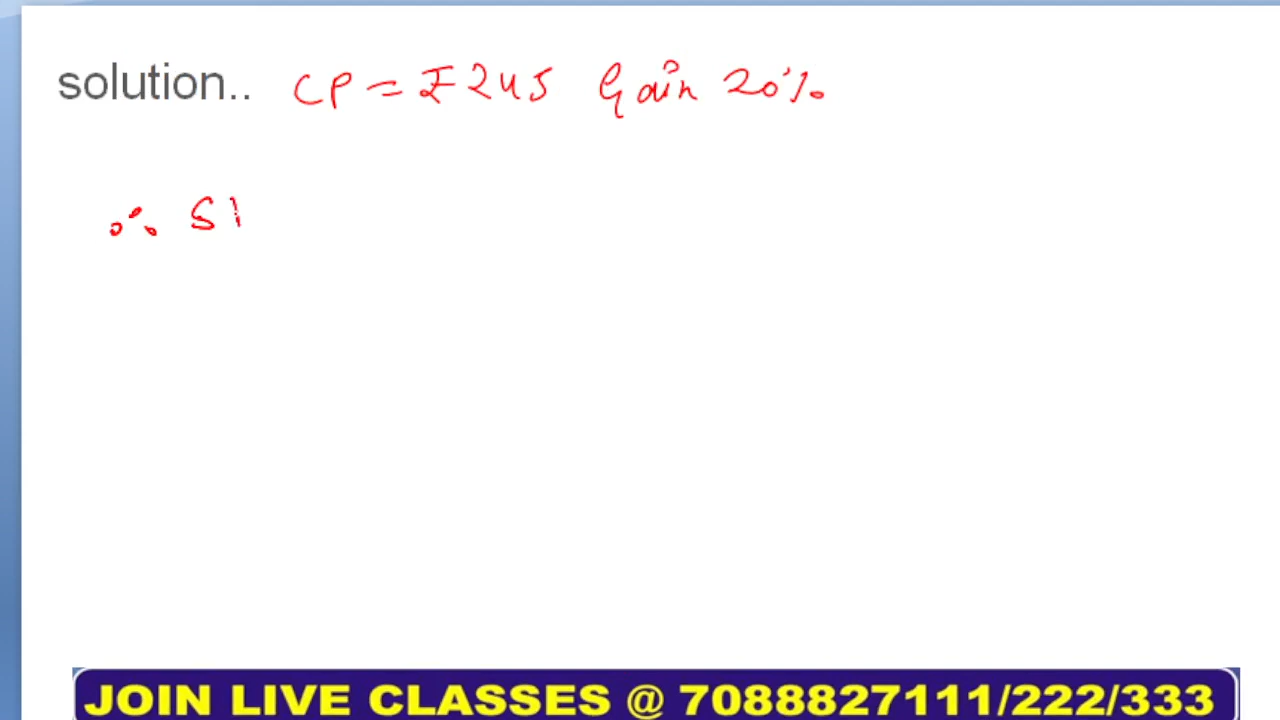 solution.. CP = ₹245 Gain 20%
∴ S
JOIN LIVE CLASSES @ 7088827111/222/333